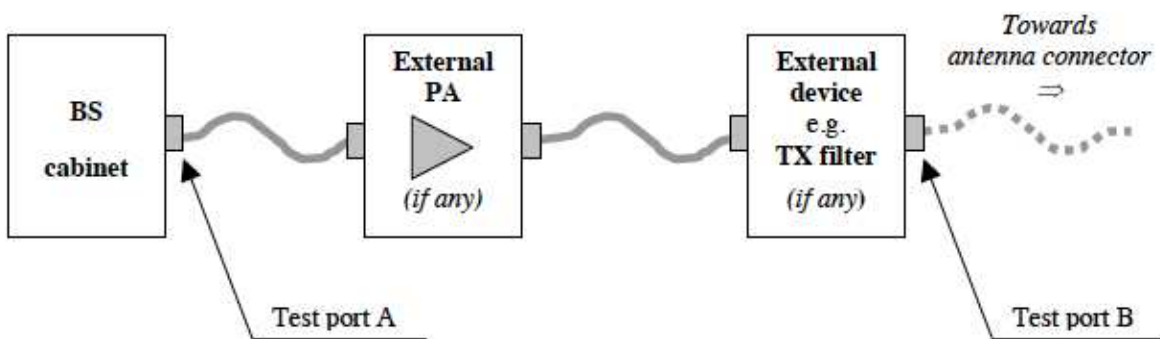 BS
cabinet
External
PA
(if any)
External
device
e.g.
TX filter
(if any)
Towards
antenna connector
⇒
Test port A
Test port B